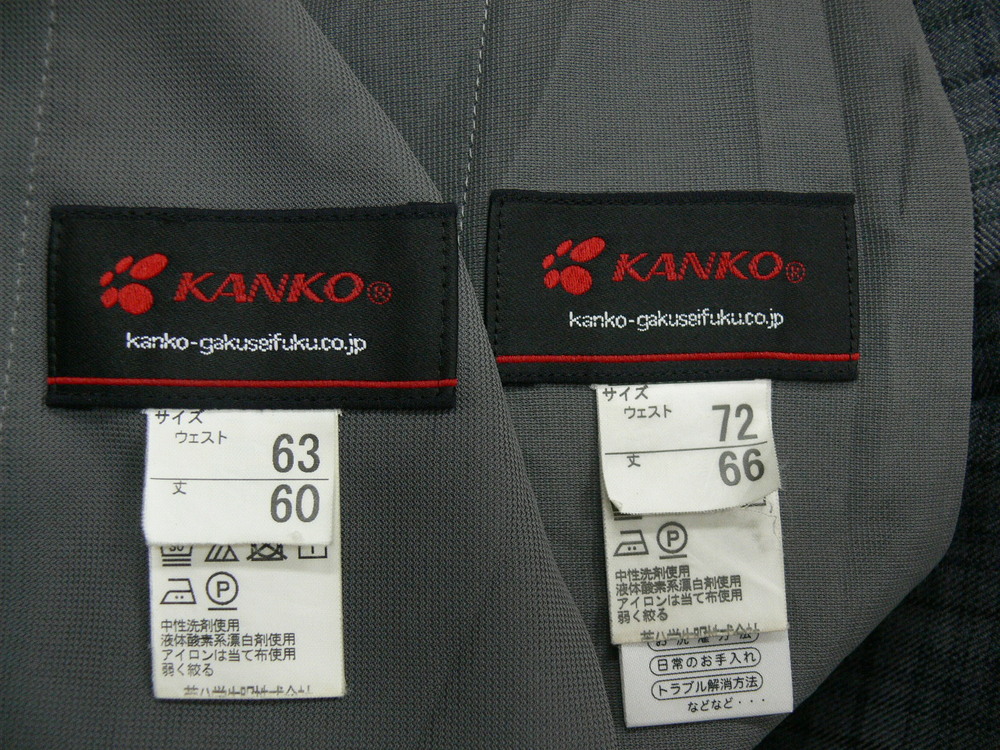 KANKO®
kanko-gakuseifuku.co.jp
サイズ
ウェスト 63
丈 60
P
中性洗剤使用
液体酸素系漂白剤使用
アイロンは当て布使用
弱く絞る
KANKO®
kanko-gakuseifuku.co.jp
サイズ
ウェスト 72
丈 66
P
中性洗剤使用
液体酸素系漂白剤使用
アイロンは当て布使用
弱く絞る
日常のお手入れ
トラブル解消方法
などなど・・・